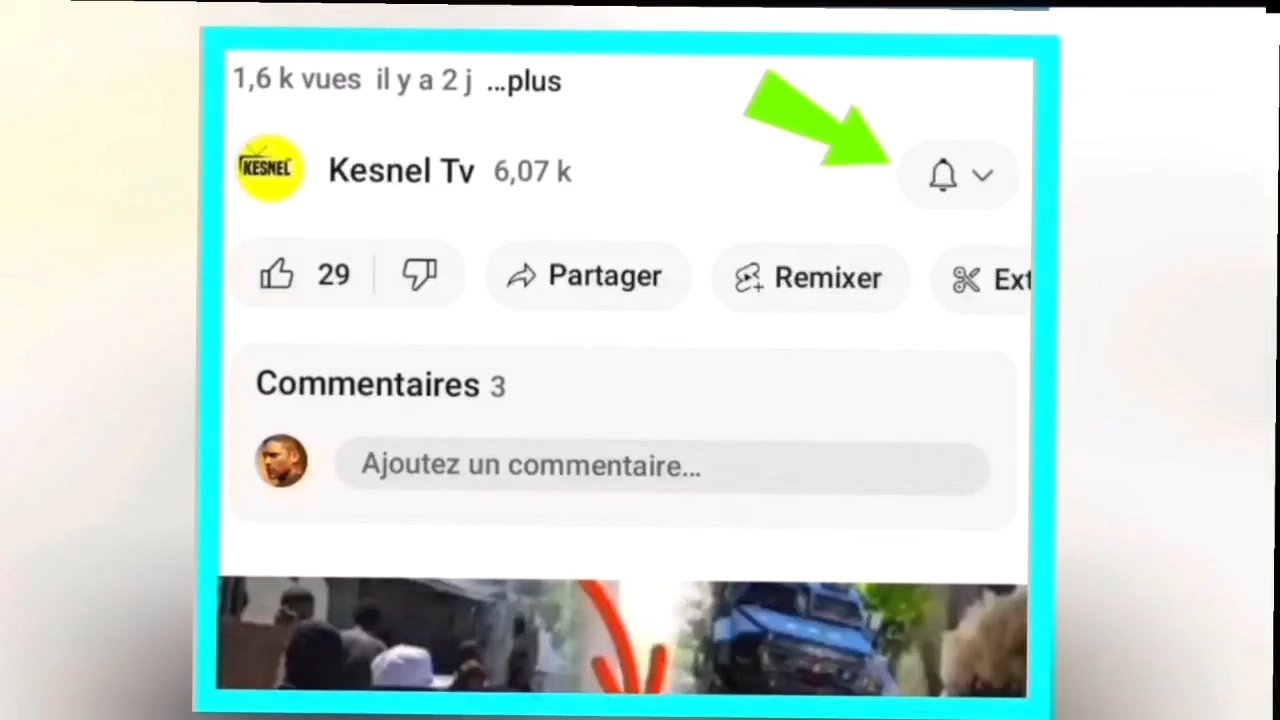 1,6 k vues il y a 2 j ...plus
KESNEL
Kesnel Tv 6,07 k
29
Partager
Remixer
Ext
Commentaires 3
Ajoutez un commentaire...